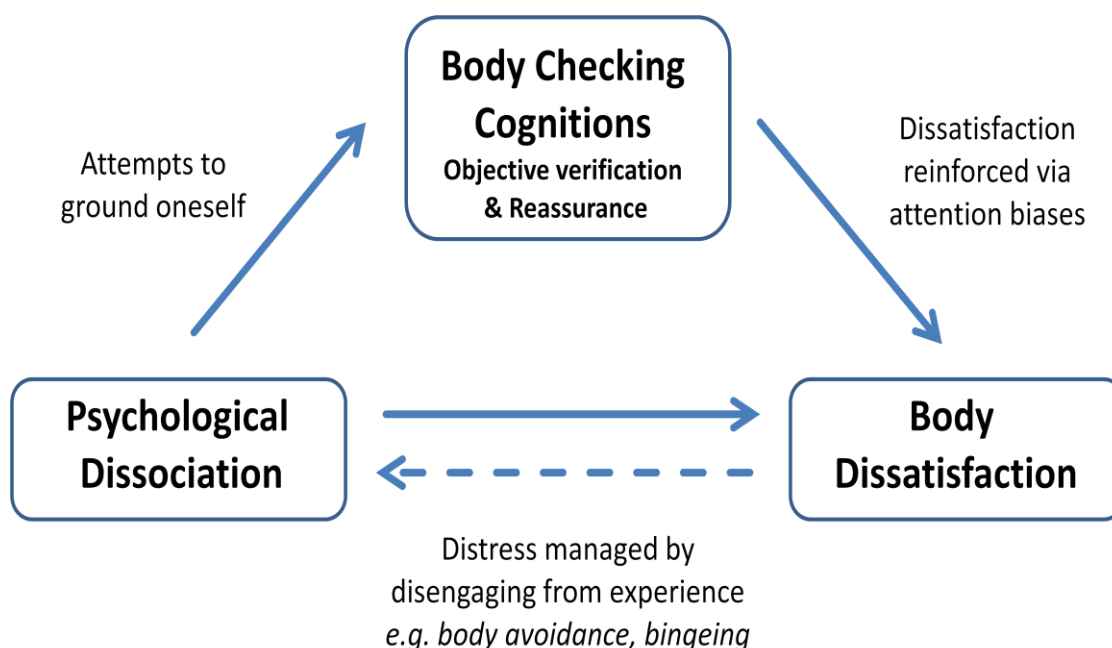 Body Checking
Cognitions
Objective verification
& Reassurance
Attempts to
ground oneself
Dissatisfaction
reinforced via
attention biases
Psychological
Dissociation
Body
Dissatisfaction
Distress managed by
disengaging from experience
e.g. body avoidance, bingeing